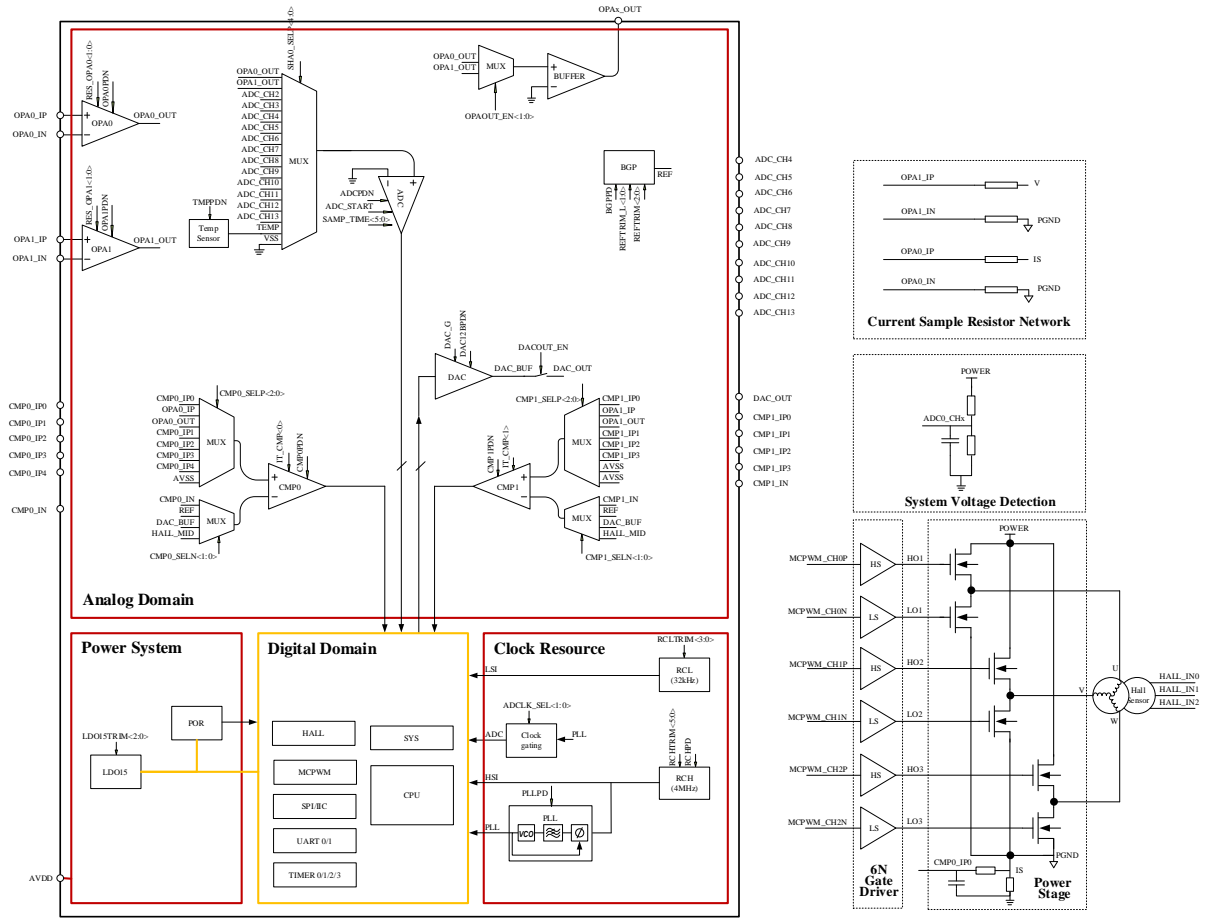 OPAx_OUT
SHA0_SELP<4:0>
RES_OPA0<1:0>
OPA0PDN
OPA0_IP
OPA0_IN
+
−
OPA0
OPA0_OUT
RES_OPA1<1:0>
OPA1PDN
OPA1_IP
OPA1_IN
+
−
OPA1
OPA1_OUT
OPA0_OUT
OPA1_OUT
ADC_CH2
ADC_CH3
ADC_CH4
ADC_CH5
ADC_CH6
ADC_CH7
ADC_CH8
ADC_CH9
ADC_CH10
ADC_CH11
ADC_CH12
ADC_CH13
TEMP
VSS
MUX
TMPPDN
Temp
Sensor
−
+
ADC
ADCPDN
ADC_START
SAMP_TIME<5:0>
OPA0_OUT
OPA1_OUT
MUX
OPAOUT_EN<1:0>
+
−
BUFFER
BGP
REF
BGPPD
REFTRIM_L<1:0>
REFTRIM<2:0>
ADC_CH4
ADC_CH5
ADC_CH6
ADC_CH7
ADC_CH8
ADC_CH9
ADC_CH10
ADC_CH11
ADC_CH12
ADC_CH13
DAC_G
DAC12BPDN
DAC
DAC_BUF
DACOUT_EN
DAC_OUT
CMP0_IP0
CMP0_IP1
CMP0_IP2
CMP0_IP3
CMP0_IP4
CMP0_IN
CMP0_SELP<2:0>
CMP0_IP0
OPA0_IP
OPA0_OUT
CMP0_IP1
CMP0_IP2
CMP0_IP3
CMP0_IP4
AVSS
MUX
CMP0_IN
REF
DAC_BUF
HALL_MID
MUX
CMP0_SELN<1:0>
IT_CMP<0>
CMP0PDN
+
−
CMP0
CMP1_SELP<2:0>
CMP1_IP0
OPA1_IP
OPA1_OUT
CMP1_IP1
CMP1_IP2
CMP1_IP3
AVSS
AVSS
MUX
CMP1_IN
REF
DAC_BUF
HALL_MID
MUX
CMP1_SELN<1:0>
CMP1PDN
IT_CMP<1>
+
−
CMP1
DAC_OUT
CMP1_IP0
CMP1_IP1
CMP1_IP2
CMP1_IP3
CMP1_IN
Analog Domain
Power System
POR
LDO15TRIM<2:0>
LDO15
AVDD
Digital Domain
HALL
MCPWM
SPI/IIC
UART 0/1
TIMER 0/1/2/3
SYS
CPU
Clock Resource
RCLTRIM<3:0>
LSI
RCL
(32kHz)
ADCLK_SEL<1:0>
ADC
Clock
gating
PLL
RCHTRIM<5:0>
RCHPD
HSI
RCH
(4MHz)
PLLPD
PLL
PLL
VCO
Ø
OPA1_IP
V
OPA1_IN
PGND
OPA0_IP
IS
OPA0_IN
PGND
Current Sample Resistor Network
POWER
ADC0_CHx
System Voltage Detection
POWER
MCPWM_CH0P
HS
HO1
MCPWM_CH0N
LS
LO1
MCPWM_CH1P
HS
HO2
MCPWM_CH1N
LS
LO2
MCPWM_CH2P
HS
HO3
MCPWM_CH2N
LS
LO3
U
V
W
Hall
Sensor
HALL_IN0
HALL_IN1
HALL_IN2
PGND
CMP0_IP0
IS
6N
Gate
Driver
Power
Stage